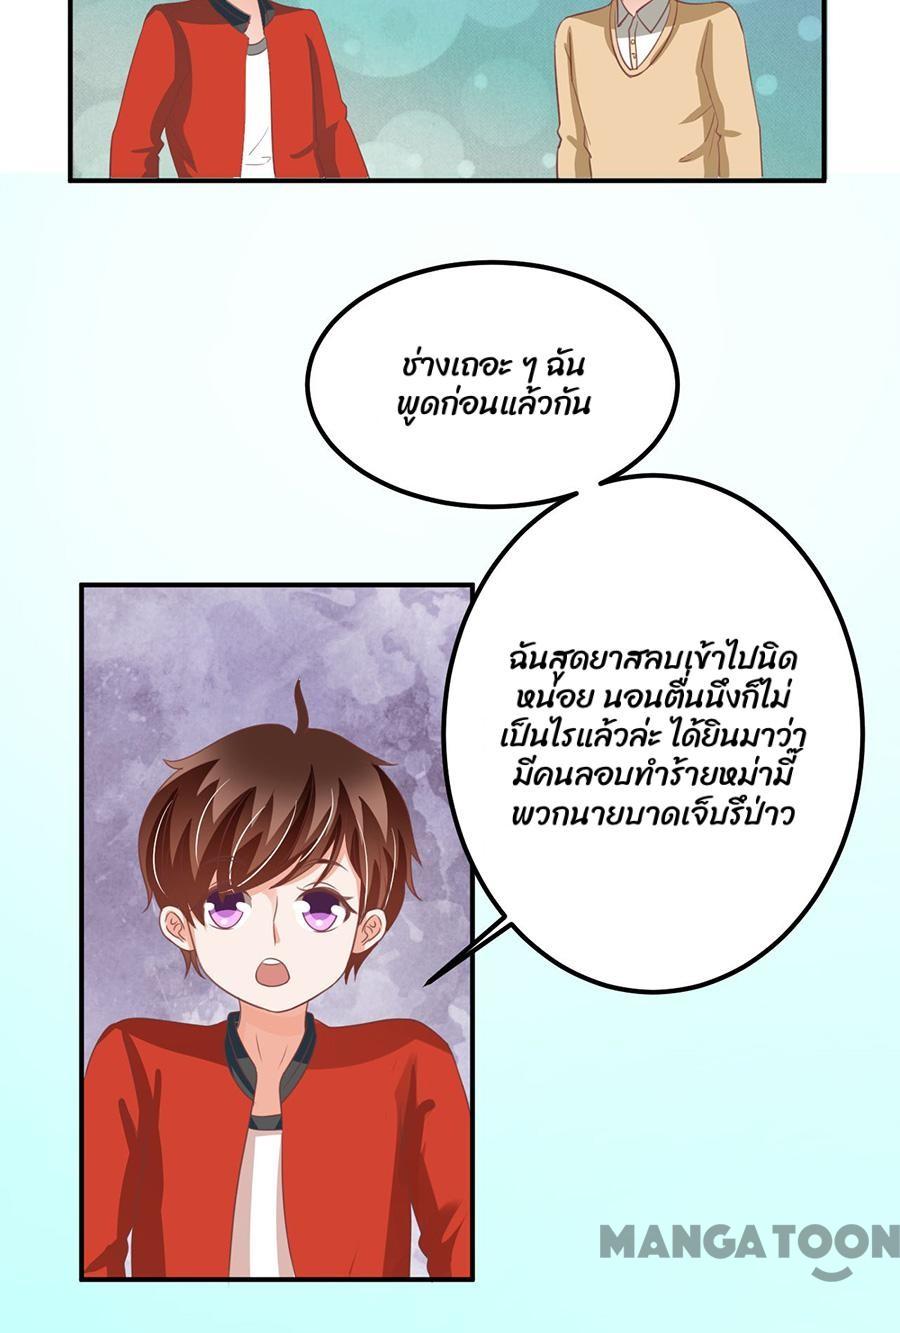 ช่างเถอะ ๆ ฉัน
พูดก่อนแล้วกัน
ฉันสูดยาสลบเข้าไปนิด
หน่อย นอนตื่นนึงก็ไม่
เป็นไรแล้วล่ะ ได้ยินมาว่า
มีคนลอบทำร้ายหม่ามี๊
พวกนายบาดเจ็บรึป่าว
MANGATOON